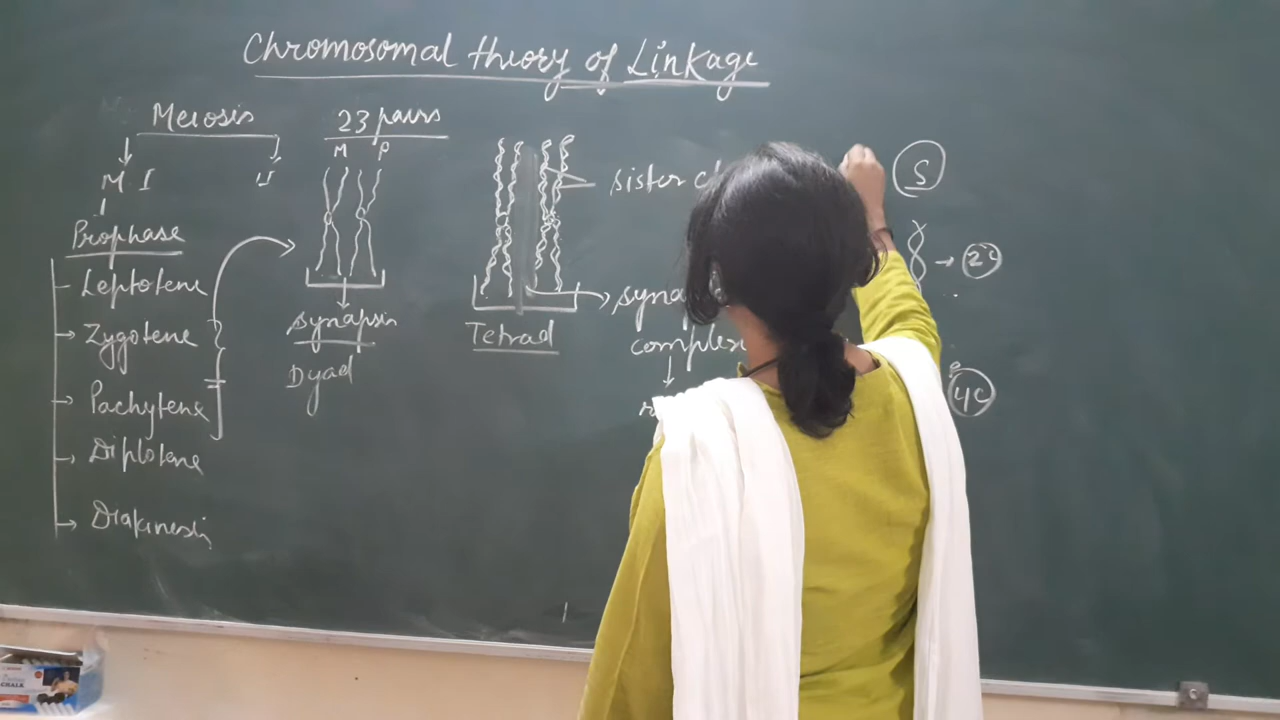 Chromosomal theory of Linkage
Meiosis
M I
II
Prophase
Leptotene
Zygotene
Pachytene
Diplotene
Diakinesis
23 pairs
M P
Synapsis
Dyad
Tetrad
sister
complex
S
2C
4C
CHALK